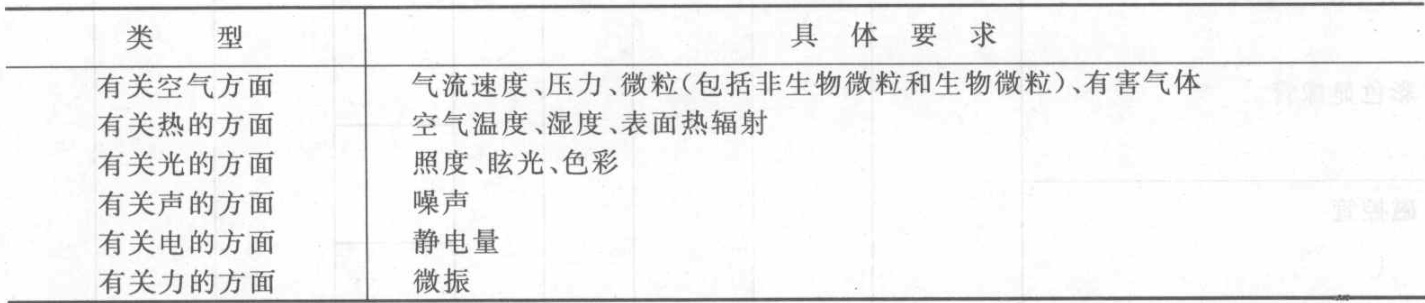 类 型 具 体 要 求
有关空气方面 气流速度、压力、微粒(包括非生物微粒和生物微粒)、有害气体
有关热的方面 空气温度、湿度、表面热辐射
有关光的方面 照度、眩光、色彩
有关声的方面 噪声
有关电的方面 静电量
有关力的方面 微振